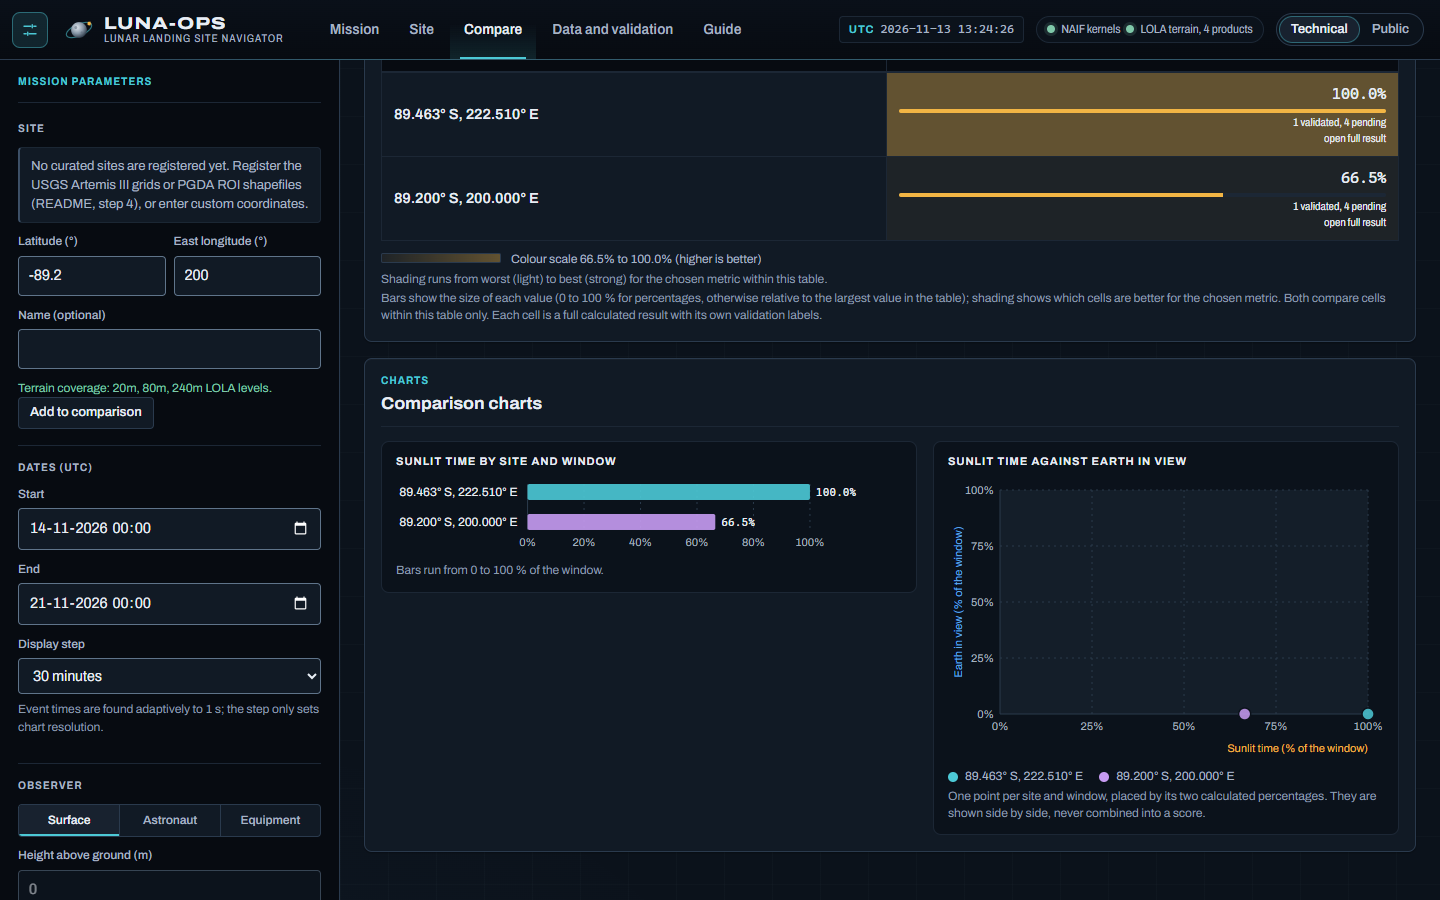 LUNA-OPS
LUNAR LANDING SITE NAVIGATOR
Mission
Site
Compare
Data and validation
Guide
UTC 2026-11-13 13:24:26
NAIF kernels
LOLA terrain, 4 products
Technical
Public
MISSION PARAMETERS
SITE
No curated sites are registered yet. Register the
USGS Artemis III grids or PGDA ROI shapefiles
(README, step 4), or enter custom coordinates.
Latitude (°)
East longitude (°)
-89.2
200
Name (optional)
Terrain coverage: 20m, 80m, 240m LOLA levels.
Add to comparison
DATES (UTC)
Start
14-11-2026 00:00
End
21-11-2026 00:00
Display step
30 minutes
Event times are found adaptively to 1 s; the step only sets
chart resolution.
OBSERVER
Surface
Astronaut
Equipment
Height above ground (m)
0
89.463° S, 222.510° E
100.0%
1 validated, 4 pending
open full result
89.200° S, 200.000° E
66.5%
1 validated, 4 pending
open full result
Colour scale 66.5% to 100.0% (higher is better)
Shading runs from worst (light) to best (strong) for the chosen metric within this table.
Bars show the size of each value (0 to 100 % for percentages, otherwise relative to the largest value in the table); shading shows which cells are better for the chosen metric. Both compare cells
within this table only. Each cell is a full calculated result with its own validation labels.
CHARTS
Comparison charts
SUNLIT TIME BY SITE AND WINDOW
89.463° S, 222.510° E
100.0%
89.200° S, 200.000° E
66.5%
0%
20%
40%
60%
80%
100%
Bars run from 0 to 100 % of the window.
SUNLIT TIME AGAINST EARTH IN VIEW
Earth in view (% of the window)
100%
75%
50%
25%
0%
0%
25%
50%
75%
100%
Sunlit time (% of the window)
89.463° S, 222.510° E
89.200° S, 200.000° E
One point per site and window, placed by its two calculated percentages. They are
shown side by side, never combined into a score.